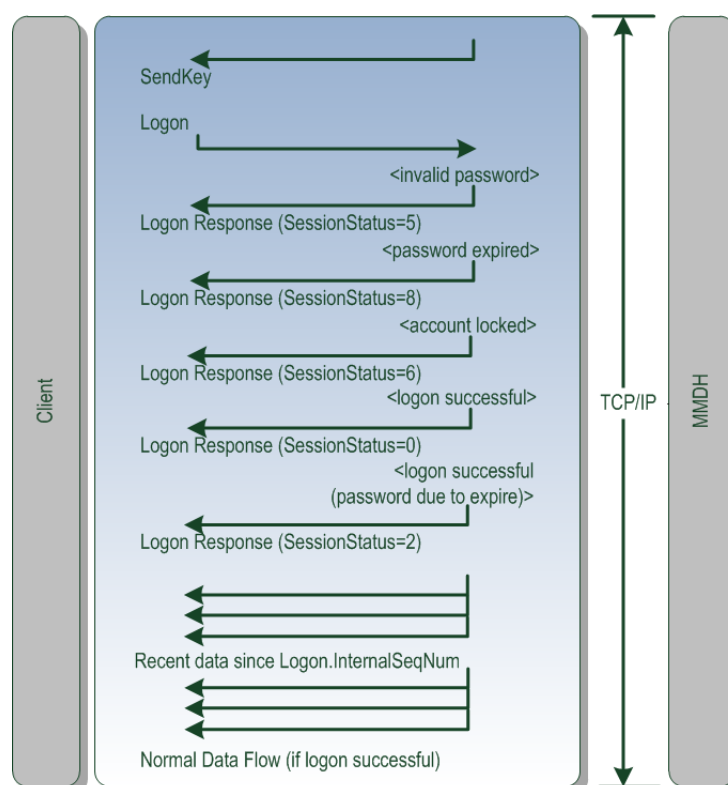 SendKey
Logon
<invalid password>
Logon Response (SessionStatus=5)
<password expired>
Logon Response (SessionStatus=8)
<account locked>
Logon Response (SessionStatus=6)
<logon successful>
Logon Response (SessionStatus=0)
<logon successful
(password due to expire)>
Logon Response (SessionStatus=2)
Recent data since Logon.InternalSeqNum
Normal Data Flow (if logon successful)
Client
TCP/IP
MMDH